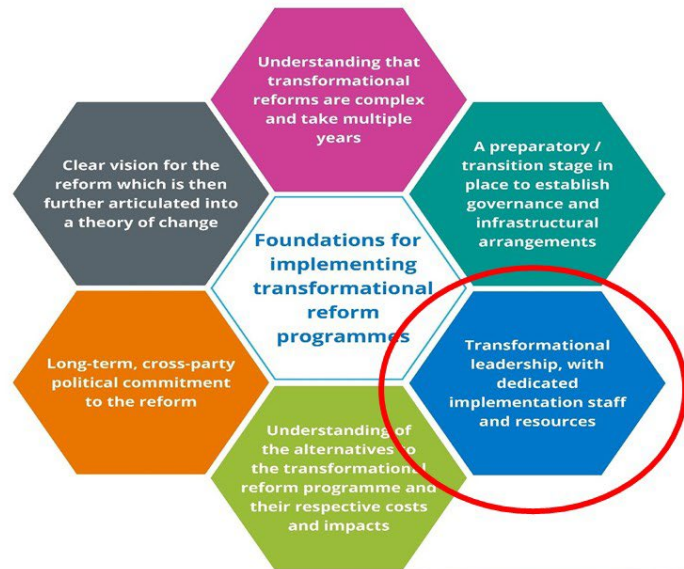 Understanding that
transformational
reforms are complex
and take multiple
years
Clear vision for the
reform which is then
further articulated into
a theory of change
A preparatory /
transition stage in
place to establish
governance and
infrastructural
arrangements
Foundations for
implementing
transformational
reform
programmes
Long-term, cross-party
political commitment
to the reform
Transformational
leadership, with
dedicated
implementation staff
and resources
Understanding of
the alternatives to
the transformational
reform programme and
their respective costs
and impacts